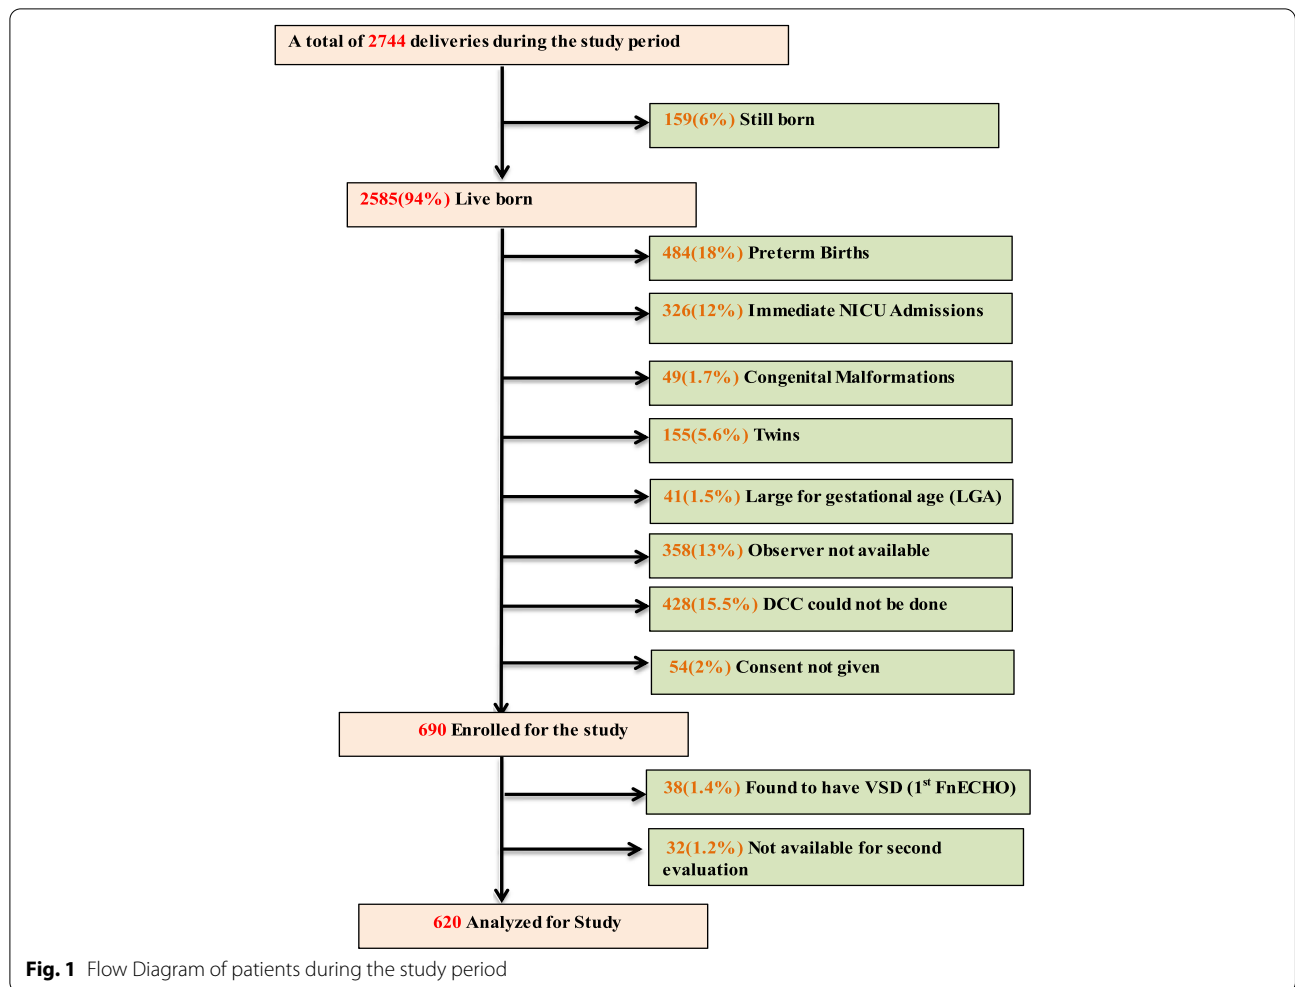 A total of 2744 deliveries during the study period
159(6%) Still born
2585(94%) Live born
484(18%) Preterm Births
326(12%) Immediate NICU Admissions
49(1.7%) Congenital Malformations
155(5.6%) Twins
41(1.5%) Large for gestational age (LGA)
358(13%) Observer not available
428(15.5%) DCC could not be done
54(2%) Consent not given
690 Enrolled for the study
38(1.4%) Found to have VSD (1st FnECHO)
32(1.2%) Not available for second
evaluation
620 Analyzed for Study
Fig. 1 Flow Diagram of patients during the study period